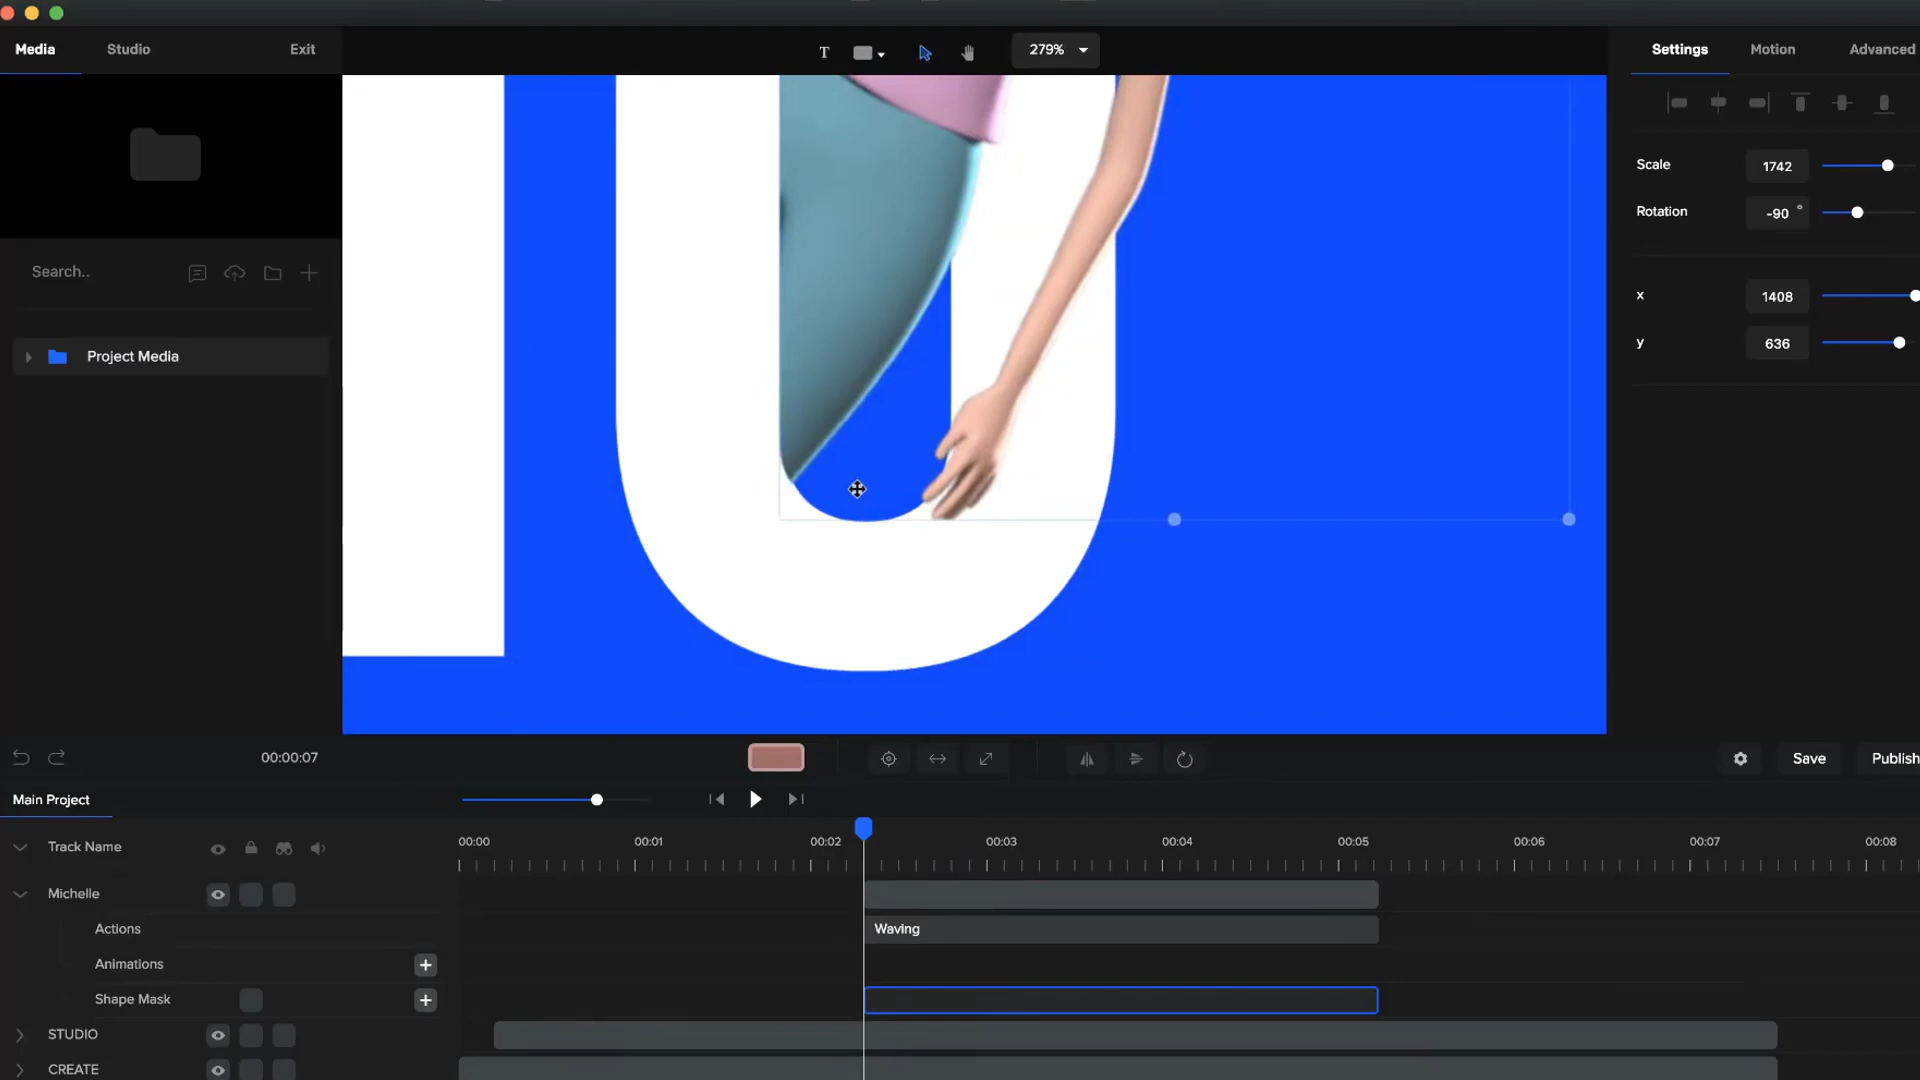 Media Studio Exit
T 279%
Settings Motion Advanced
Scale 1742
Rotation -90 °
x 1408
y 636
Search..
Project Media
00:00:07
Save Publish
Main Project
Track Name
00:00 00:01 00:02 00:03 00:04 00:05 00:06 00:07 00:08
Michelle
Actions Waving
Animations
Shape Mask
STUDIO
CREATE